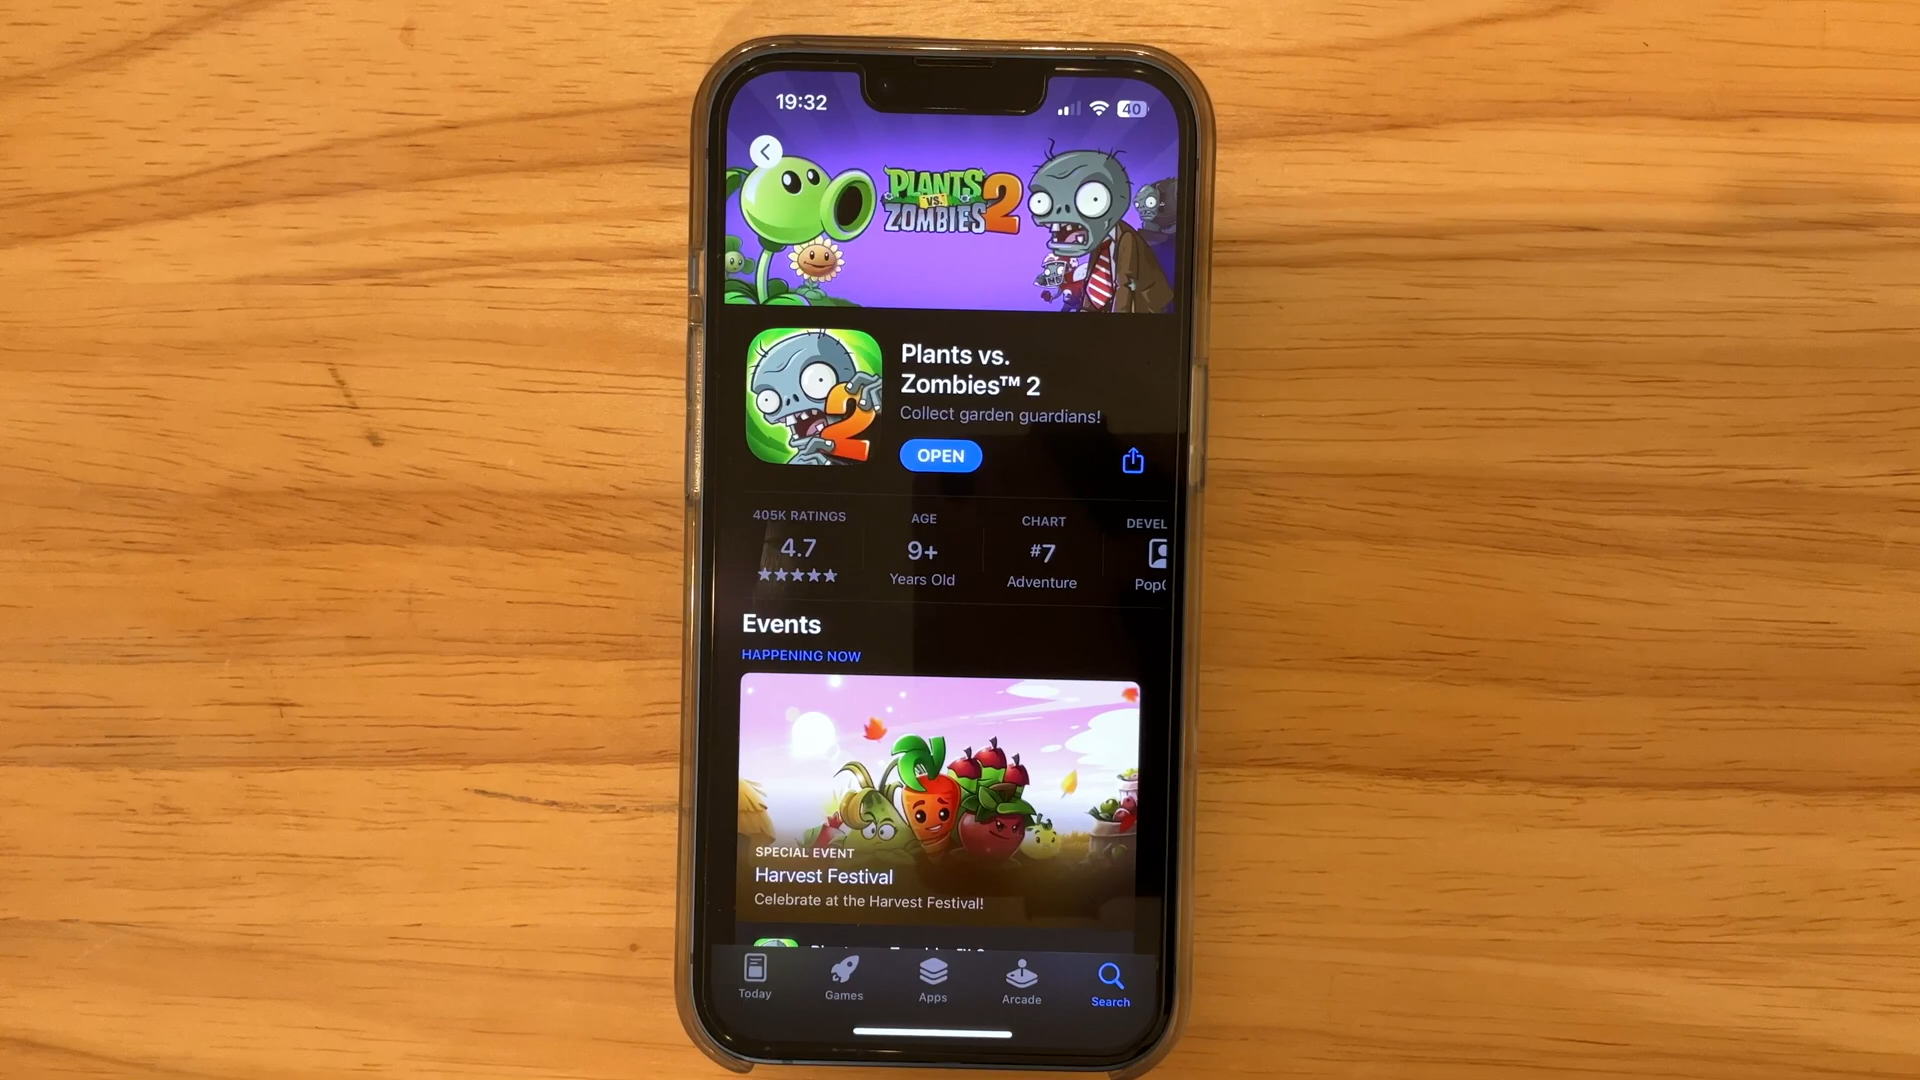 19:32
40
PLANTS
VS.
ZOMBIES 2
Plants vs.
Zombies™ 2
Collect garden guardians!
OPEN
405K RATINGS
AGE
CHART
DEVEL
4.7
9+
#7
★★★★★
Years Old
Adventure
Pop
Events
HAPPENING NOW
SPECIAL EVENT
Harvest Festival
Celebrate at the Harvest Festival!
Today
Games
Apps
Arcade
Search